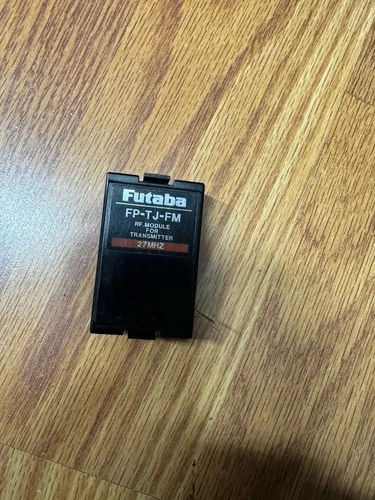 Futaba
FP-TJ-FM
RF MODULE
FOR
TRANSMITTER
27MHZ